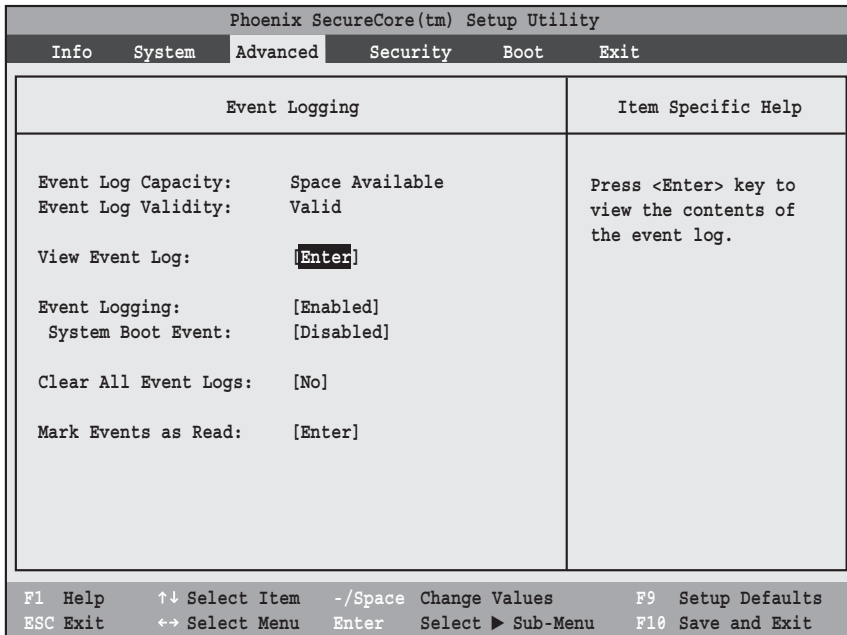 Phoenix SecureCore(tm) Setup Utility
Info System Advanced Security Boot Exit
Event Logging
Item Specific Help
Event Log Capacity: Space Available
Event Log Validity: Valid
View Event Log: [Enter]
Event Logging: [Enabled]
System Boot Event: [Disabled]
Clear All Event Logs: [No]
Mark Events as Read: [Enter]
Press <Enter> key to
view the contents of
the event log.
F1 Help ↑↓ Select Item -/Space Change Values F9 Setup Defaults
ESC Exit ←→ Select Menu Enter Select ▶ Sub-Menu F10 Save and Exit